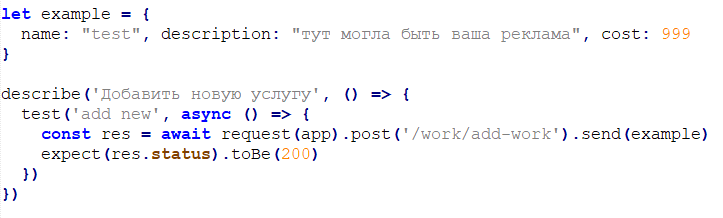 let example = {
  name: "test", description: "тут могла быть ваша реклама", cost: 999
}

describe('Добавить новую услугу', () => {
  test('add new', async () => {
    const res = await request(app).post('/work/add-work').send(example)
    expect(res.status).toBe(200)
  })
})